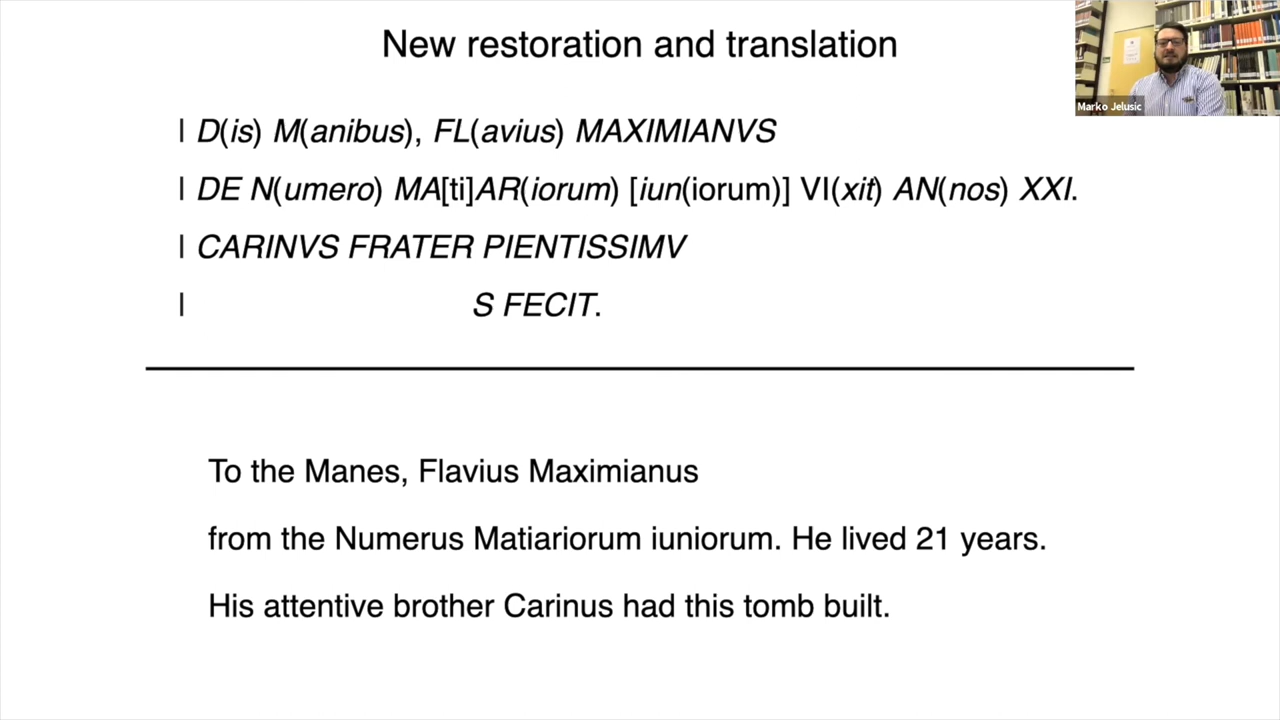 New restoration and translation
Marko Jelusic
| D(is) M(anibus), FL(avius) MAXIMIANVS
| DE N(umero) MA[ti]AR(iorum) [iun(iorum)] VI(xit) AN(nos) XXI.
| CARINVS FRATER PIENTISSIMV
| S FECIT.
To the Manes, Flavius Maximianus
from the Numerus Matiariorum iuniorum. He lived 21 years.
His attentive brother Carinus had this tomb built.